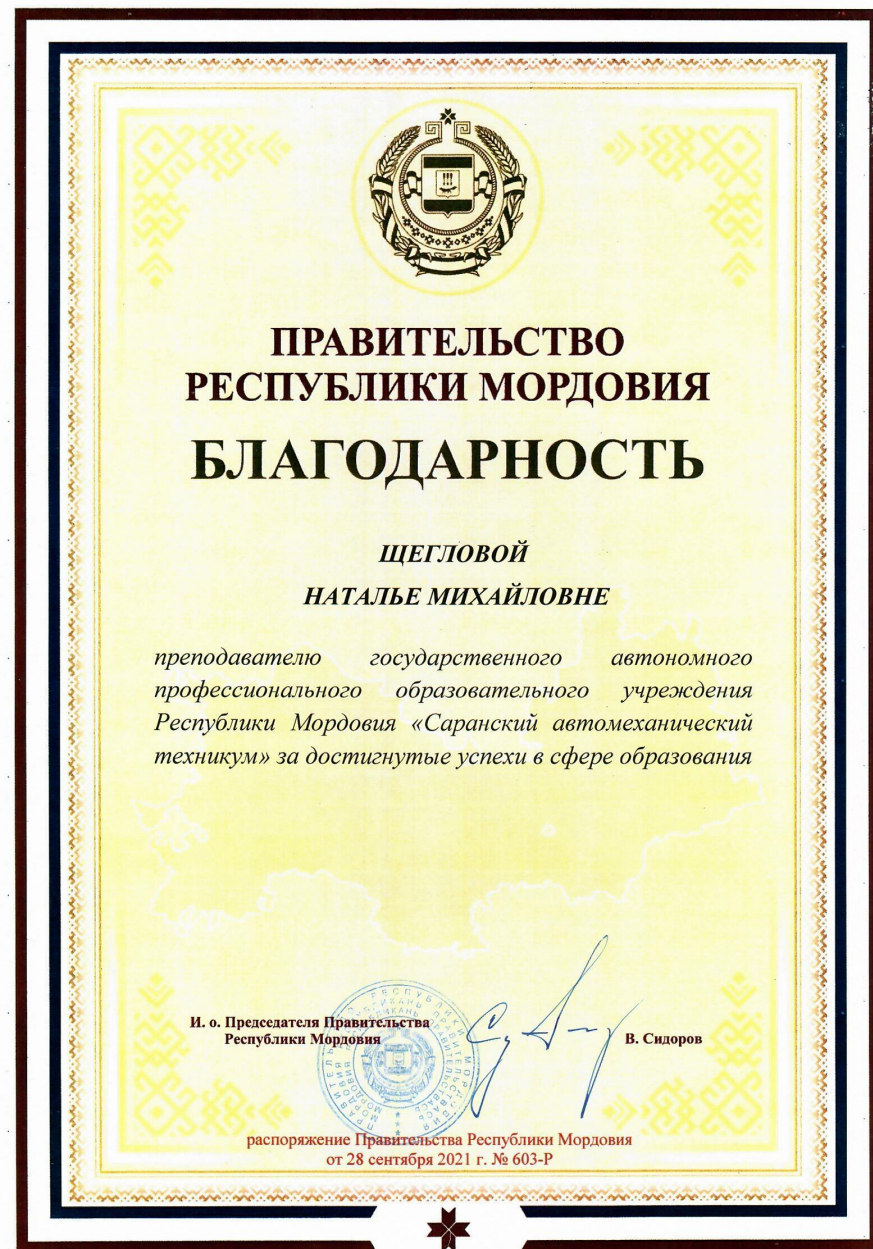 ПРАВИТЕЛЬСТВО
РЕСПУБЛИКИ МОРДОВИЯ
БЛАГОДАРНОСТЬ
ЩЕГЛОВОЙ
НАТАЛЬЕ МИХАЙЛОВНЕ
преподавателю государственного автономного
профессионального образовательного учреждения
Республики Мордовия «Саранский автомеханический
техникум» за достигнутые успехи в сфере образования
И. о. Председателя Правительства
Республики Мордовия
В. Сидоров
распоряжение Правительства Республики Мордовия
от 28 сентября 2021 г. № 603-Р